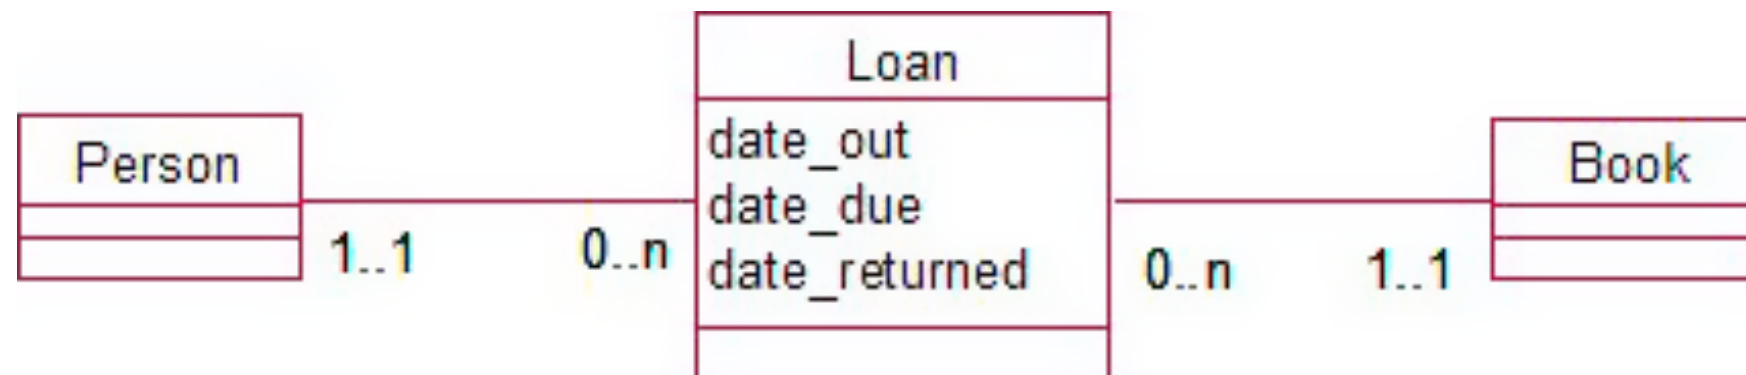 Person
1..1
0..n
Loan
date_out
date_due
date_returned
0..n
1..1
Book